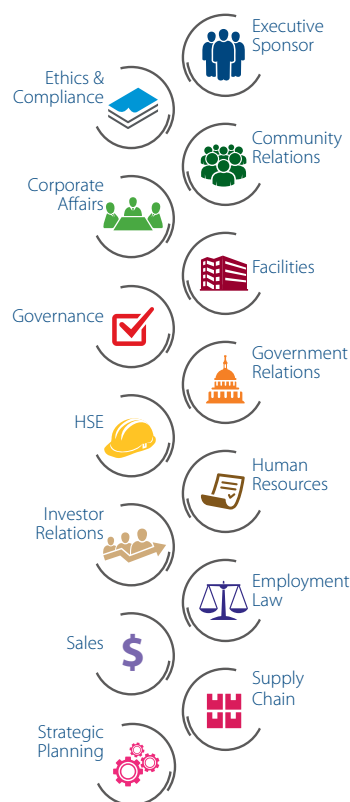 Executive
Sponsor
Ethics &
Compliance
Community
Relations
Corporate
Affairs
Facilities
Governance
Government
Relations
HSE
Human
Resources
Investor
Relations
Employment
Law
Sales
$
Supply
Chain
Strategic
Planning